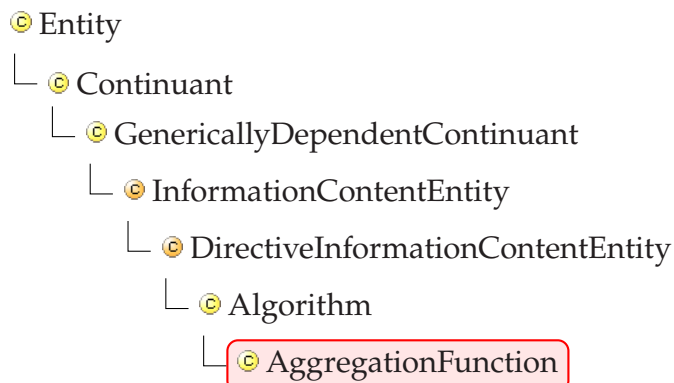 © Entity
© Continuant
© GenericallyDependentContinuant
© InformationContentEntity
© DirectiveInformationContentEntity
© Algorithm
© AggregationFunction